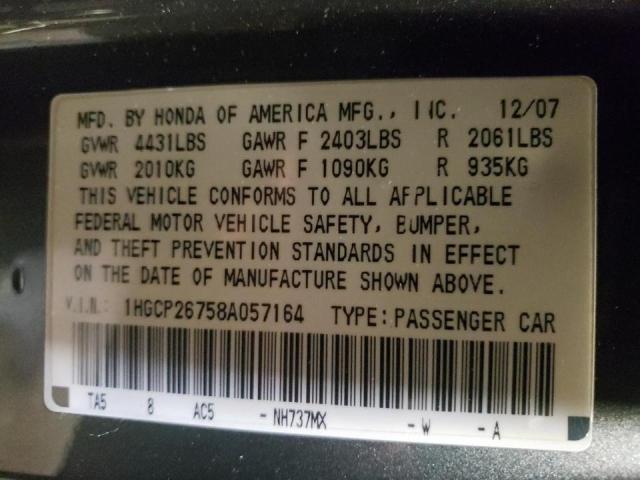 MFD. BY HONDA OF AMERICA MFG., INC. 12/07
GVWR 4431LBS GAWR F 2403LBS R 2061LBS
GVWR 2010KG GAWR F 1090KG R 935KG
THIS VEHICLE CONFORMS TO ALL APPLICABLE
FEDERAL MOTOR VEHICLE SAFETY, BUMPER,
AND THEFT PREVENTION STANDARDS IN EFFECT
ON THE DATE OF MANUFACTURE SHOWN ABOVE.
V.I.N.: 1HGCP26758A057164 TYPE:PASSENGER CAR
TA5 8 AC5 - NH737MX - W - A